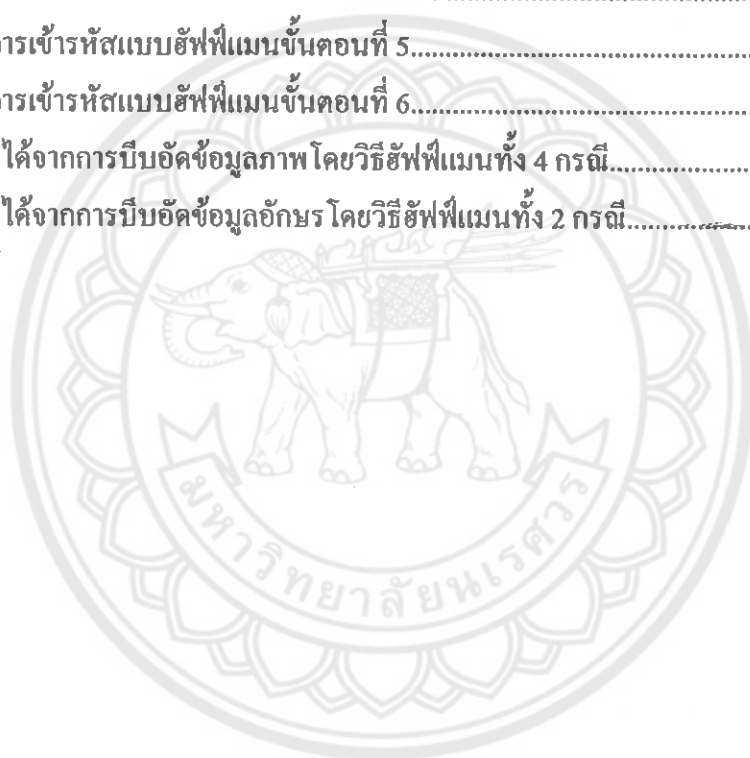 การเข้ารหัสแบบฮัฟฟ์แมนขั้นตอนที่ 5
การเข้ารหัสแบบฮัฟฟ์แมนขั้นตอนที่ 6
ได้จากการบีบอัดข้อมูลภาพโดยวิธีฮัฟฟ์แมนทั้ง 4 กรณี
ได้จากการบีบอัดข้อมูลอักษรโดยวิธีฮัฟฟ์แมนทั้ง 2 กรณี
มหาวิทยาลัยนเรศวร